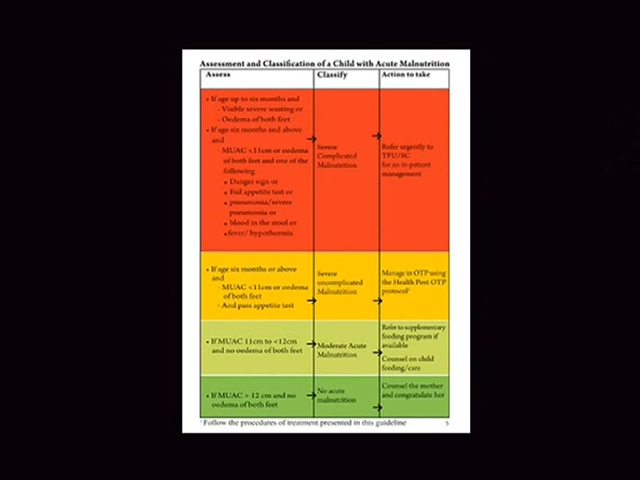 Assessment and Classification of a Child with Acute Malnutrition
Assess
Classify
Action to take
• If age up to six months and
- Visible severe wasting or
- Oedema of both feet
• If age six months and above
and
MUAC <11cm or oedema
of both feet and one of the
following
• Danger sign or
• Fail appetite test or
• pneumonia/severe
pneumonia or
• blood in the stool or
• fever/ hypothermia
Severe
Complicated
Malnutrition
Refer urgently to
TFU/SC
for an in-patient
management
• If age six months or above
and
- MUAC <11cm or oedema
of both feet
- And pass appetite test
Severe
uncomplicated
Malnutrition
Manage in OTP using
the Health Post OTP
protocol¹
• If MUAC 11cm to <12cm
and no oedema of both feet
Moderate Acute
Malnutrition
Refer to supplementary
feeding program if
available
Counsel on child
feeding/care
• If MUAC > 12 cm and no
oedema of both feet
No acute
malnutrition
Counsel the mother
and congratulate her
¹ Follow the procedures of treatment presented in this guideline
5